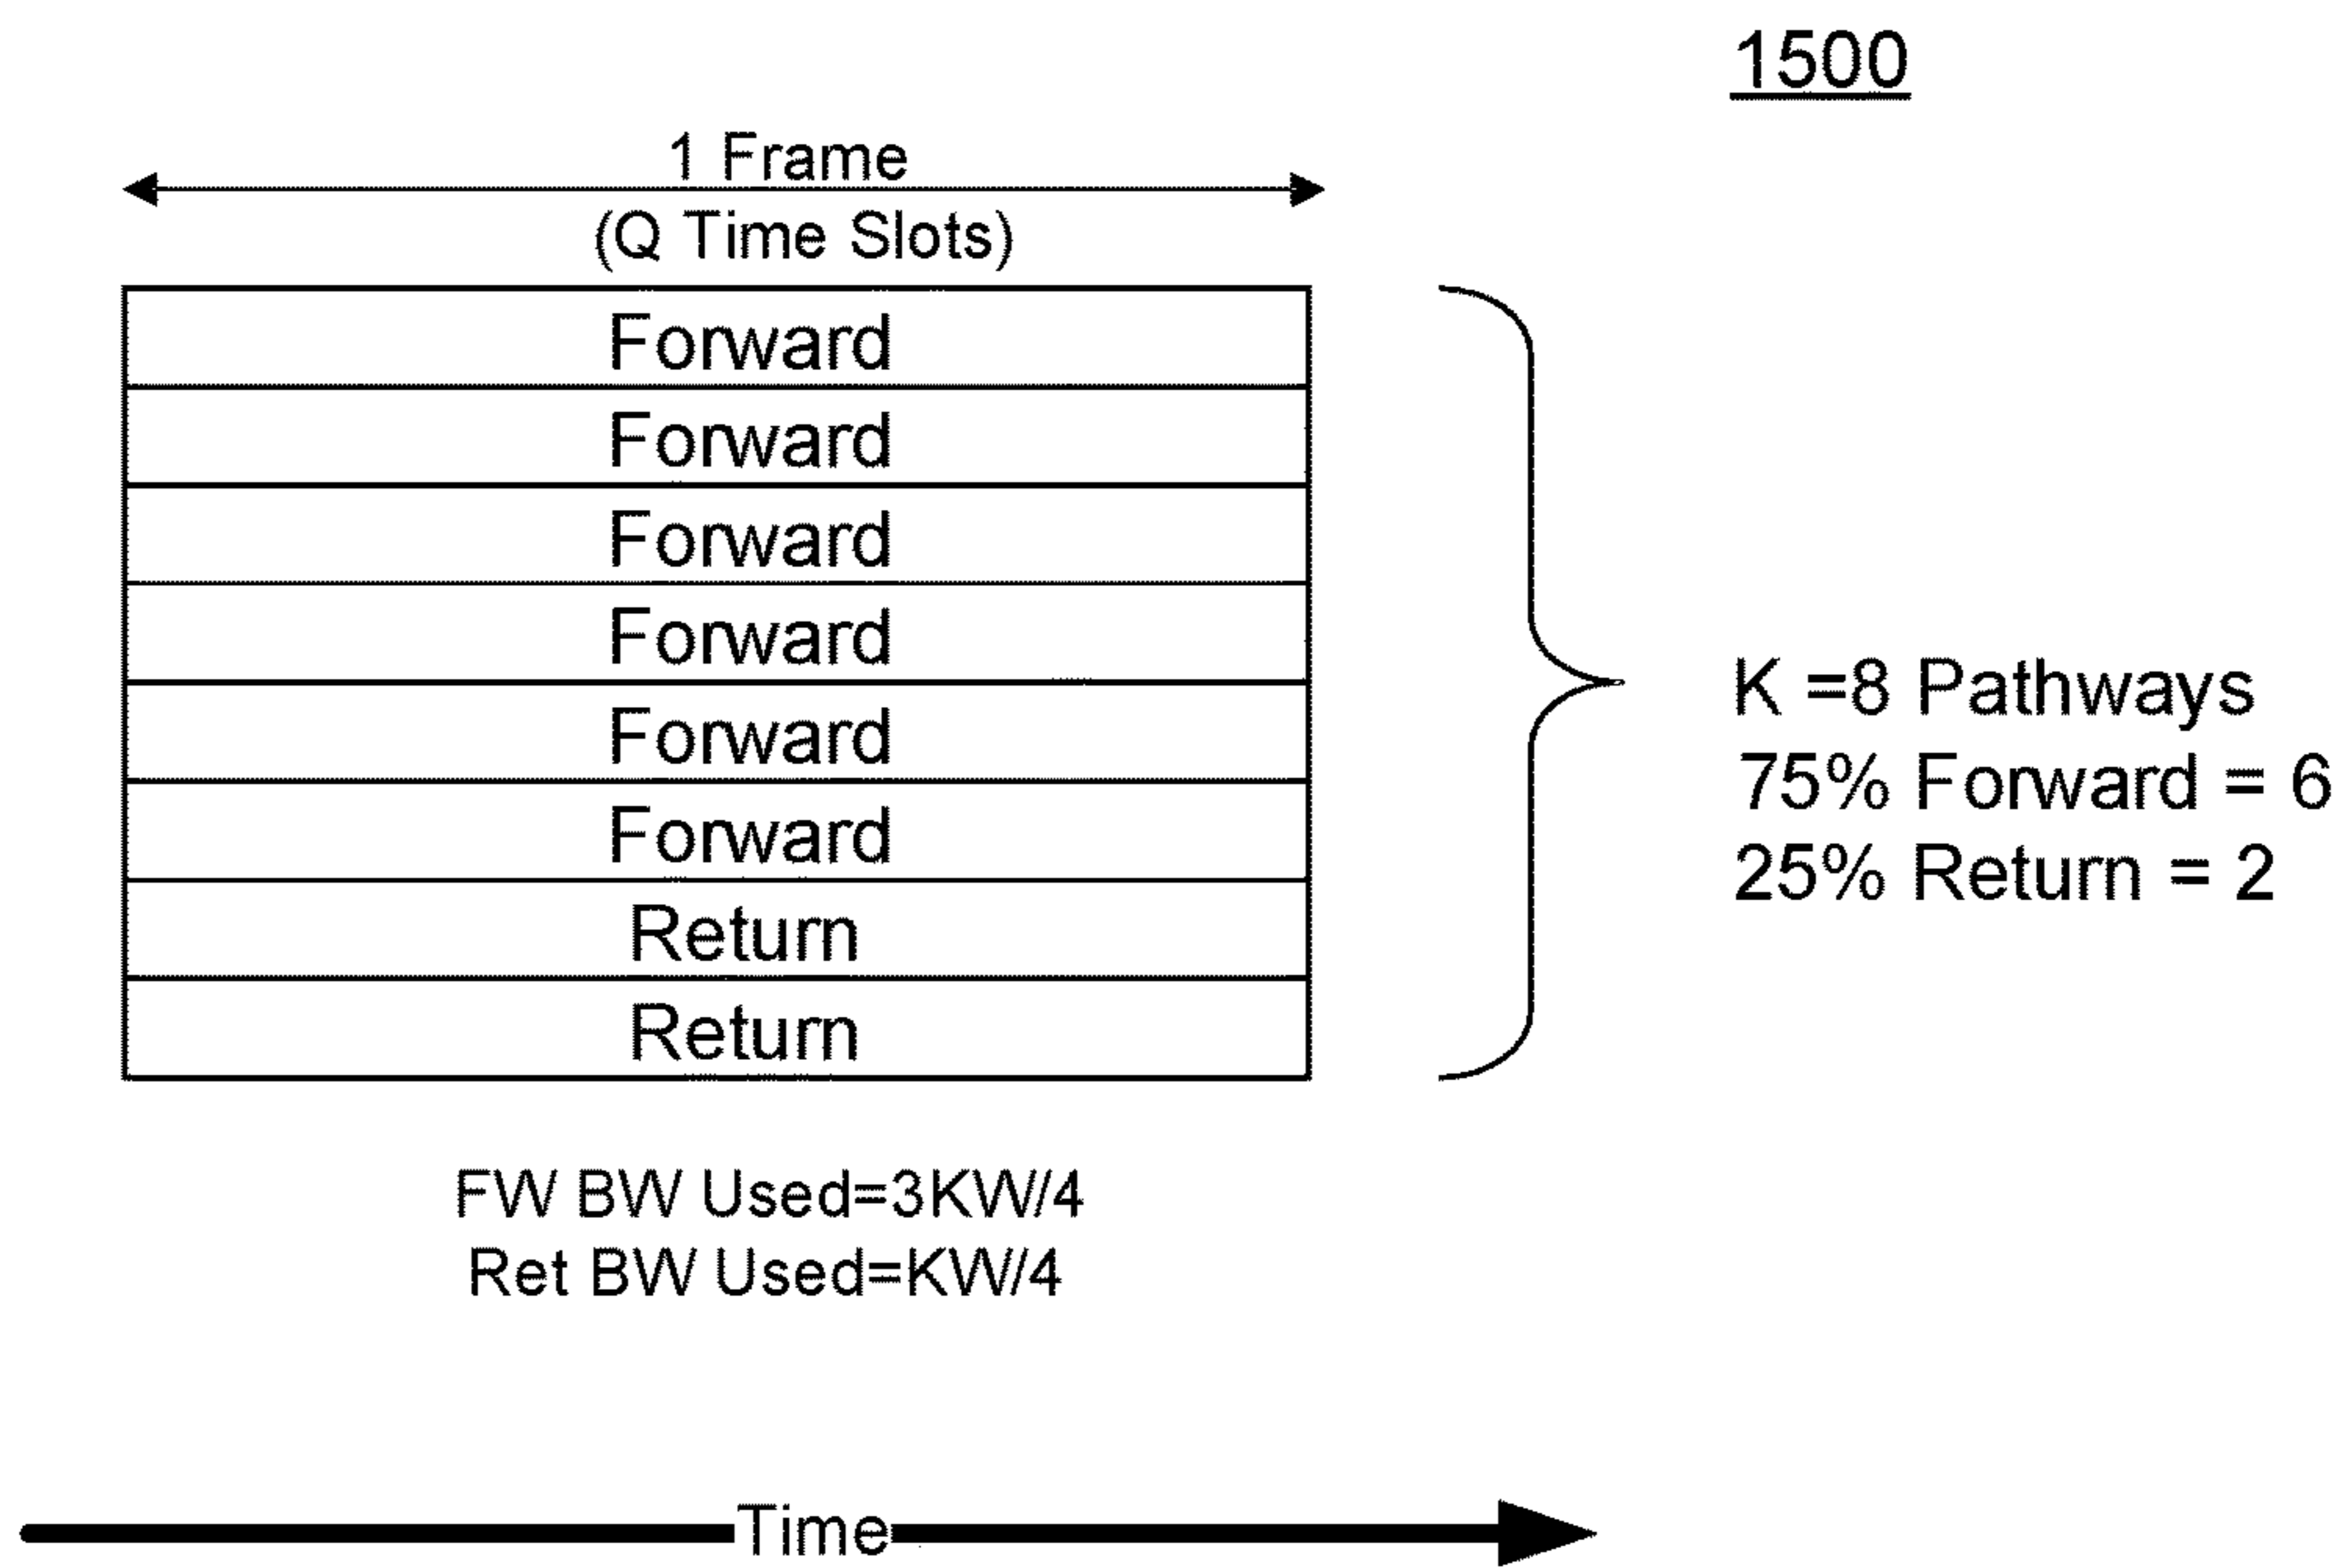 1500
1 Frame
(Q Time Slots)
Forward
Forward
Forward
Forward
Forward
Forward
Return
Return
K =8 Pathways
75% Forward = 6
25% Return = 2
FW BW Used=3KW/4
Ret BW Used=KW/4
Time